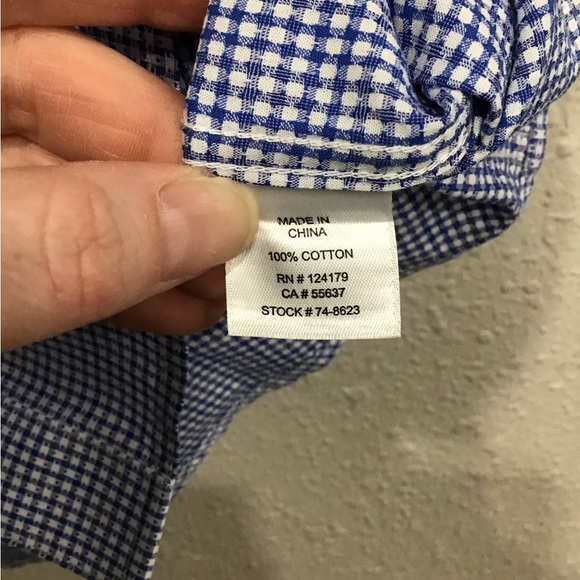 MADE IN
CHINA
100% COTTON
RN # 124179
CA # 55637
STOCK # 74-8623